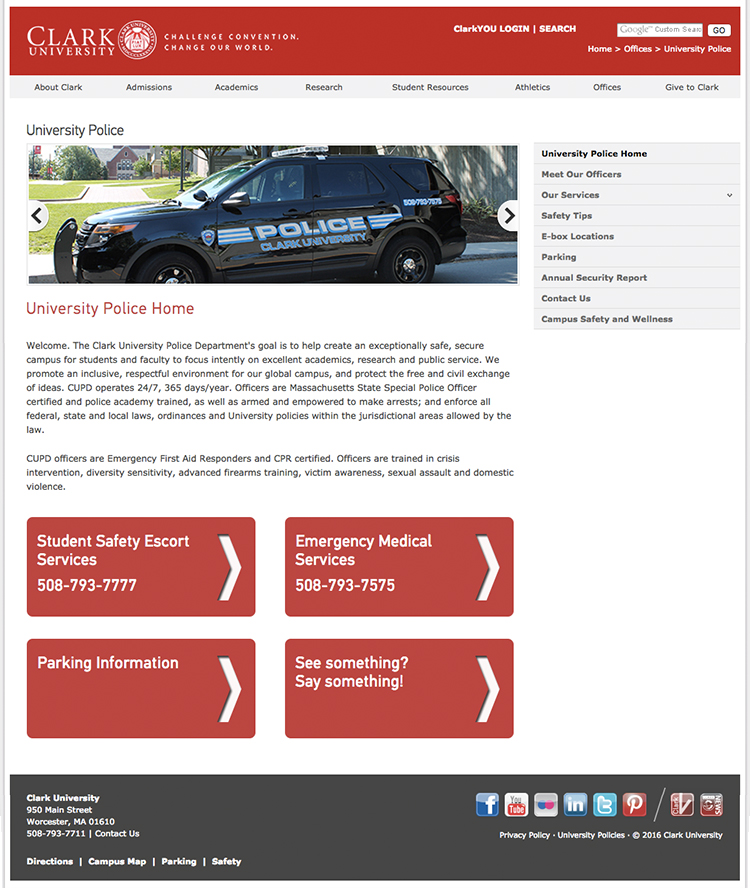 CLARK
UNIVERSITY
CHALLENGE CONVENTION.
CHANGE OUR WORLD.
ClarkYOU LOGIN | SEARCH
Google™ Custom Sear
GO
Home > Offices > University Police
About Clark
Admissions
Academics
Research
Student Resources
Athletics
Offices
Give to Clark
University Police
508-793-7575
POLICE
CLARK UNIVERSITY
University Police Home
Meet Our Officers
Our Services
Safety Tips
E-box Locations
Parking
Annual Security Report
Contact Us
Campus Safety and Wellness
University Police Home
Welcome. The Clark University Police Department's goal is to help create an exceptionally safe, secure
campus for students and faculty to focus intently on excellent academics, research and public service. We
promote an inclusive, respectful environment for our global campus, and protect the free and civil exchange
of ideas. CUPD operates 24/7, 365 days/year. Officers are Massachusetts State Special Police Officer
certified and police academy trained, as well as armed and empowered to make arrests; and enforce all
federal, state and local laws, ordinances and University policies within the jurisdictional areas allowed by the
law.
CUPD officers are Emergency First Aid Responders and CPR certified. Officers are trained in crisis
intervention, diversity sensitivity, advanced firearms training, victim awareness, sexual assault and domestic
violence.
Student Safety Escort
Services
508-793-7777
Emergency Medical
Services
508-793-7575
Parking Information
See something?
Say something!
Clark University
950 Main Street
Worcester, MA 01610
508-793-7711 | Contact Us
Directions | Campus Map | Parking | Safety
You
Tube
in
CLARK
NEWS
Privacy Policy · University Policies · © 2016 Clark University